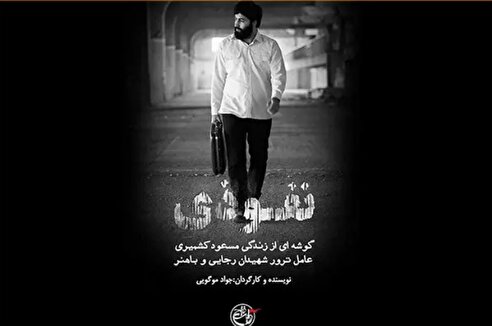 نفوذی
گوشه ای از زندگی مسعود کشمیری
عامل ترور شهیدان رجایی و باهنر
نویسنده و کارگردان:جواد موگویی